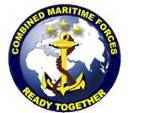 COMBINED MARITIME FORCES
READY TOGETHER